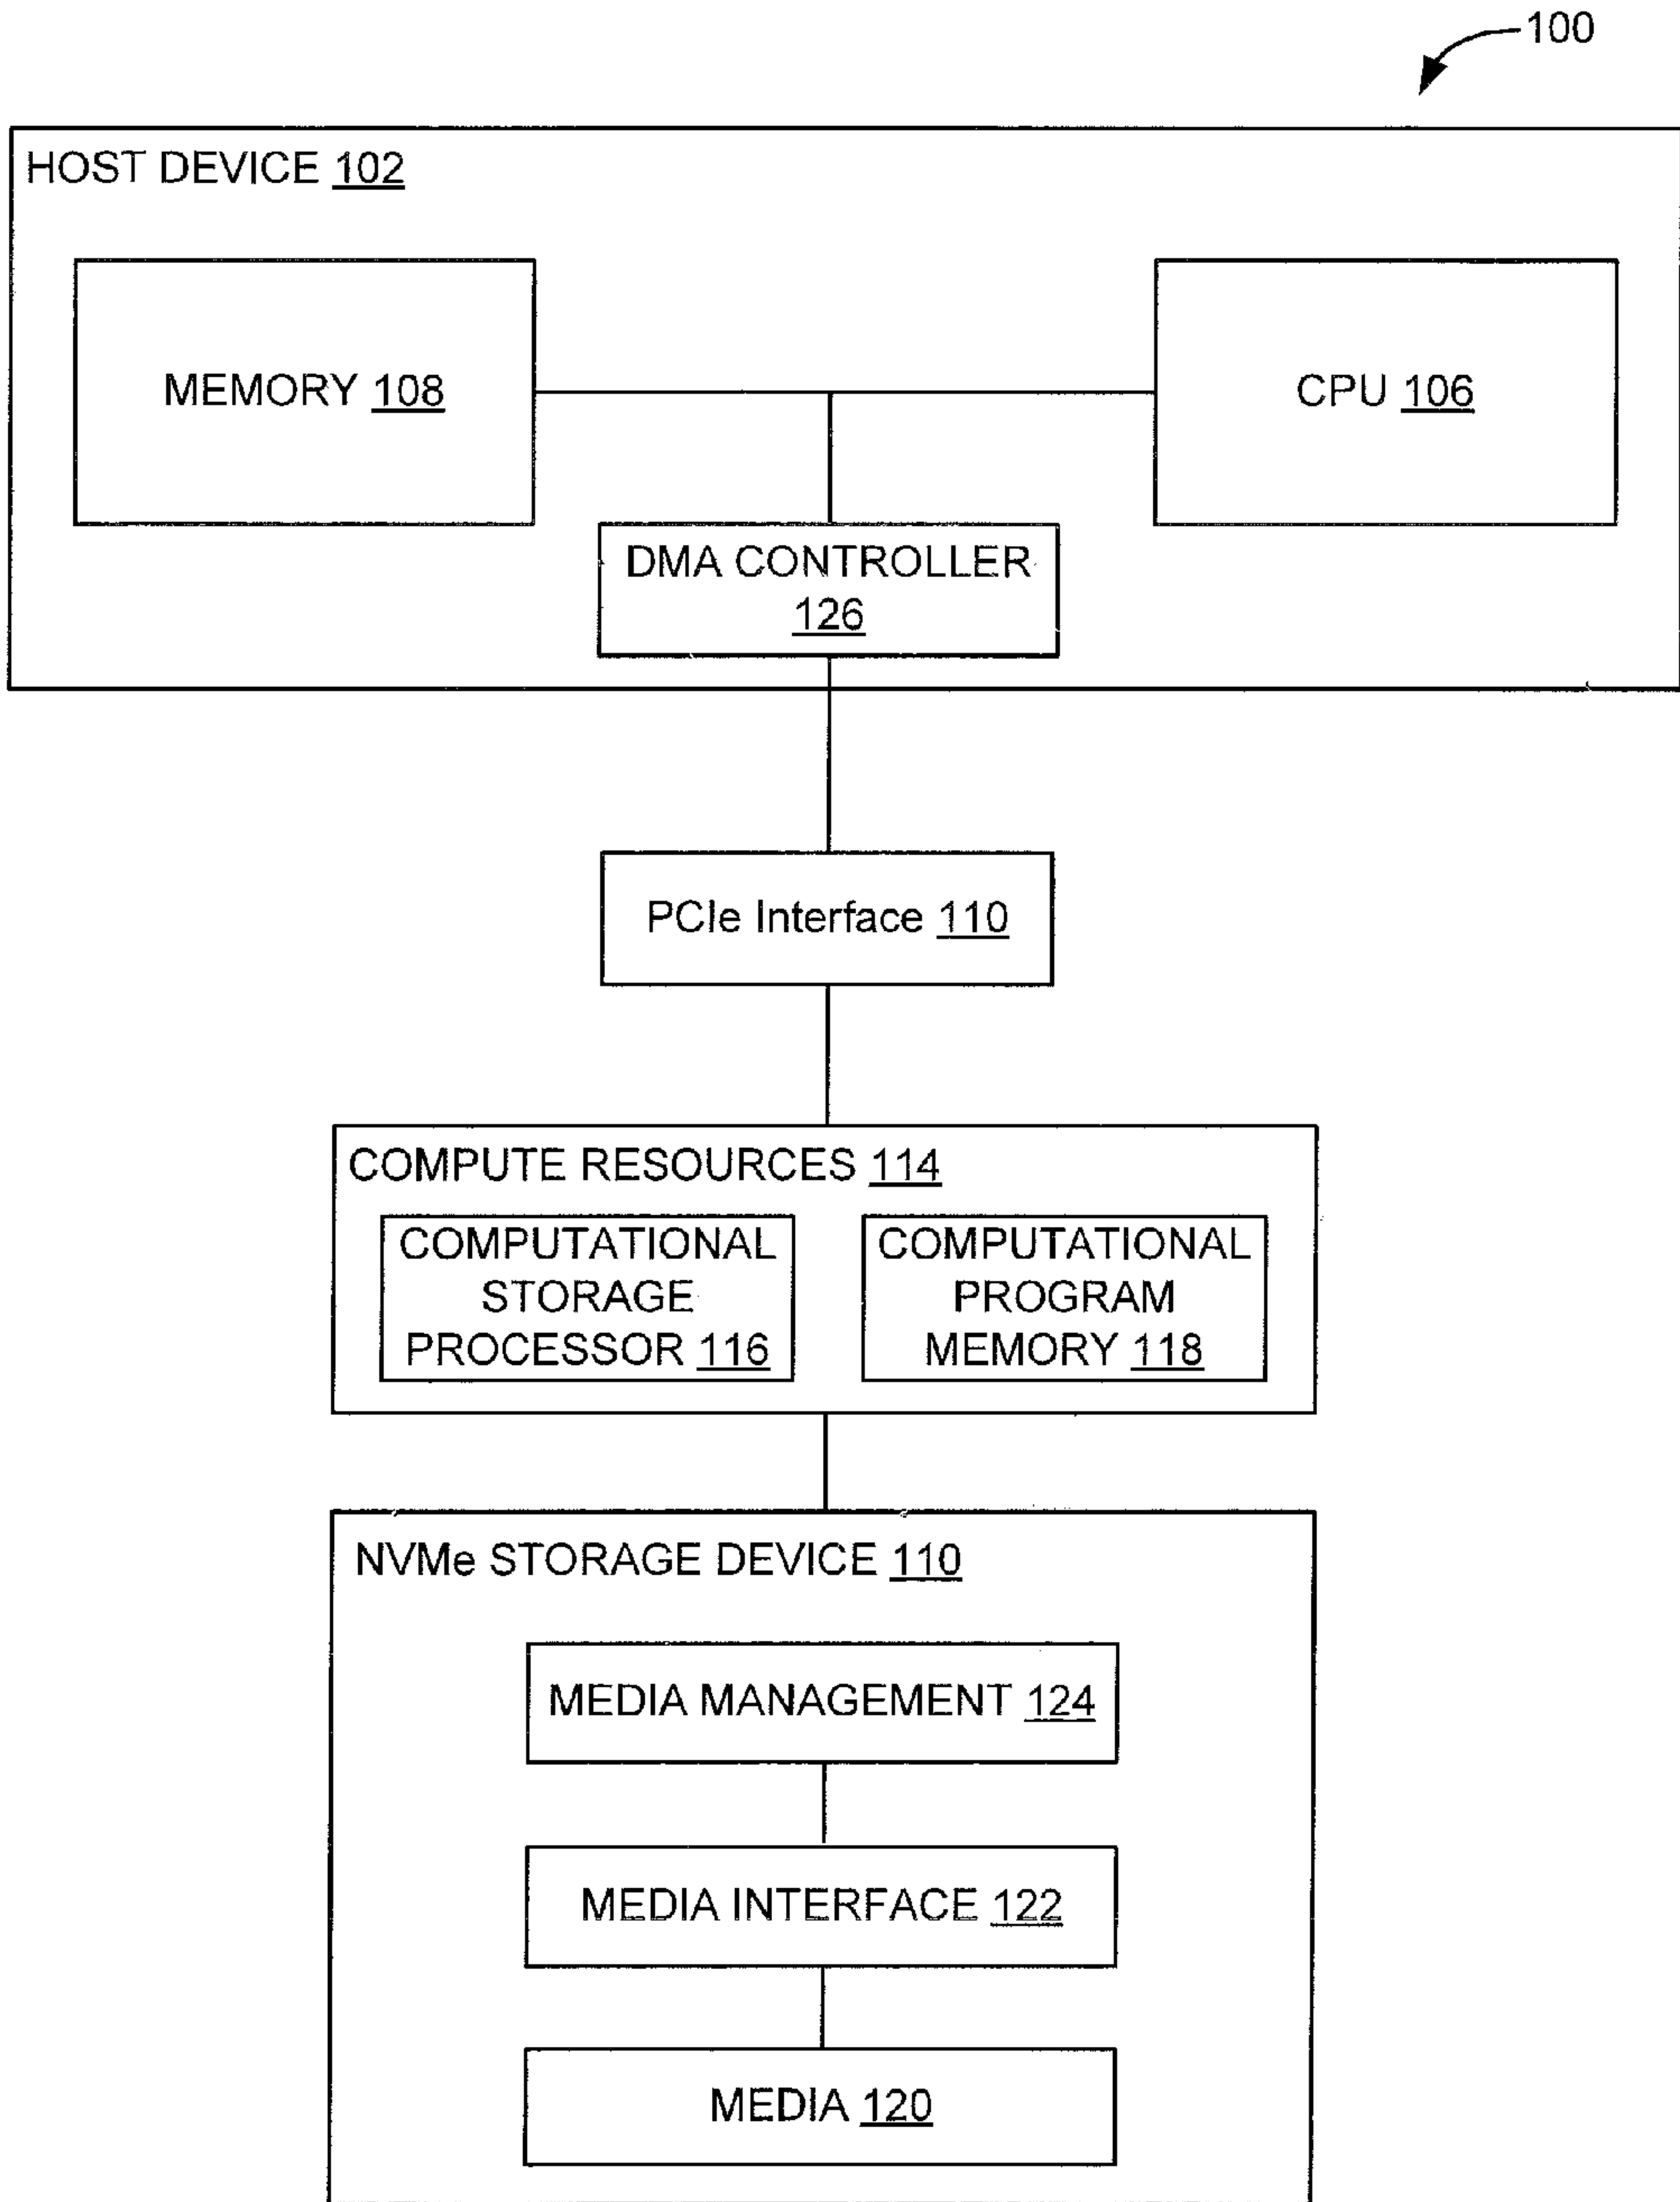 100
HOST DEVICE 102
MEMORY 108
CPU 106
DMA CONTROLLER
126
PCIe Interface 110
COMPUTE RESOURCES 114
COMPUTATIONAL
STORAGE
PROCESSOR 116
COMPUTATIONAL
PROGRAM
MEMORY 118
NVMe STORAGE DEVICE 110
MEDIA MANAGEMENT 124
MEDIA INTERFACE 122
MEDIA 120